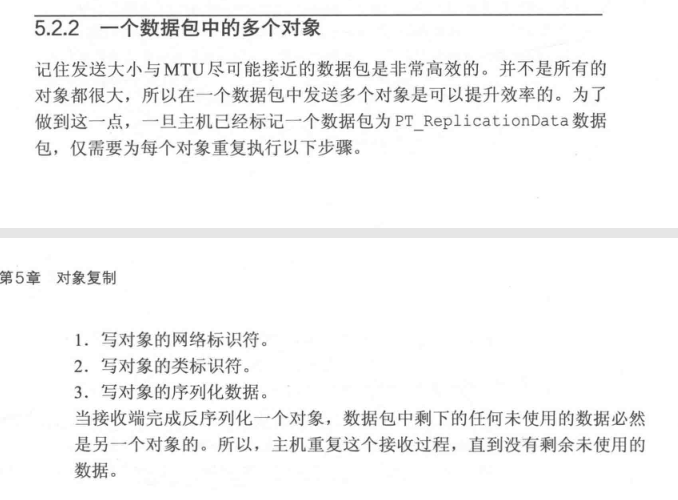 5.2.2 一个数据包中的多个对象
记住发送大小与MTU尽可能接近的数据包是非常高效的。并不是所有的
对象都很大，所以在一个数据包中发送多个对象是可以提升效率的。为了
做到这一点，一旦主机已经标记一个数据包为PT_ReplicationData数据
包，仅需要为每个对象重复执行以下步骤。
第5章 对象复制
1．写对象的网络标识符。
2．写对象的类标识符。
3．写对象的序列化数据。
当接收端完成反序列化一个对象，数据包中剩下的任何未使用的数据必然
是另一个对象的。所以，主机重复这个接收过程，直到没有剩余未使用的
数据。